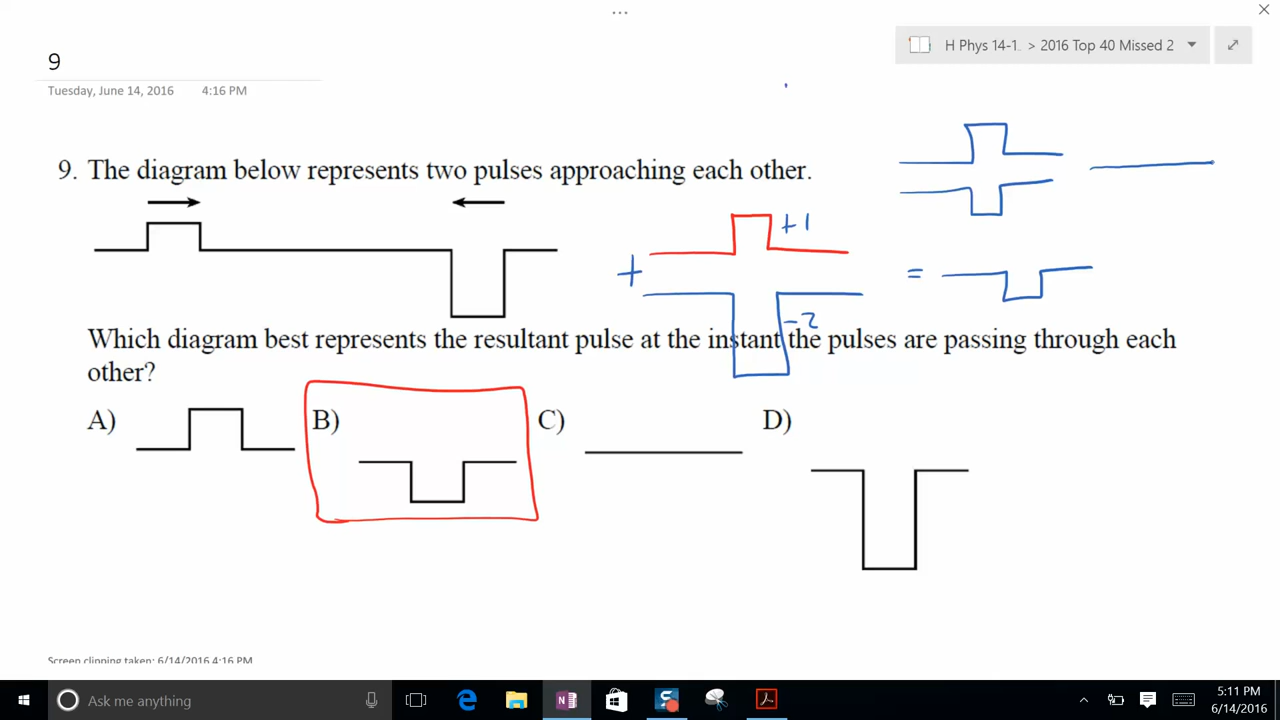 H Phys 14-1. > 2016 Top 40 Missed 2
9
Tuesday, June 14, 2016 4:16 PM
9. The diagram below represents two pulses approaching each other.
+1
+
=
-2
Which diagram best represents the resultant pulse at the instant the pulses are passing through each
other?
A) B) C) D)
Screen clipping taken: 6/14/2016 4:16 PM
Ask me anything
5:11 PM
6/14/2016